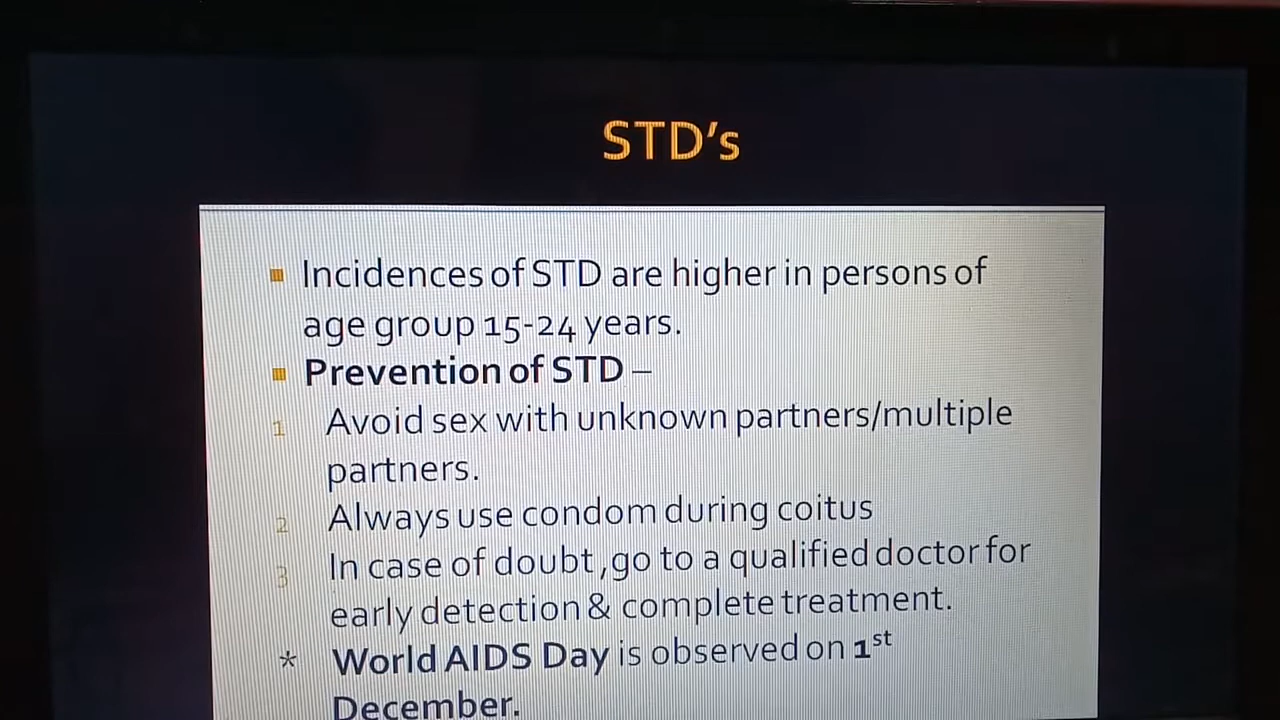 STD's
Incidences of STD are higher in persons of
age group 15-24 years.
Prevention of STD –
1 Avoid sex with unknown partners/multiple
partners.
2 Always use condom during coitus
3 In case of doubt ,go to a qualified doctor for
early detection & complete treatment.
* World AIDS Day is observed on 1st
December.